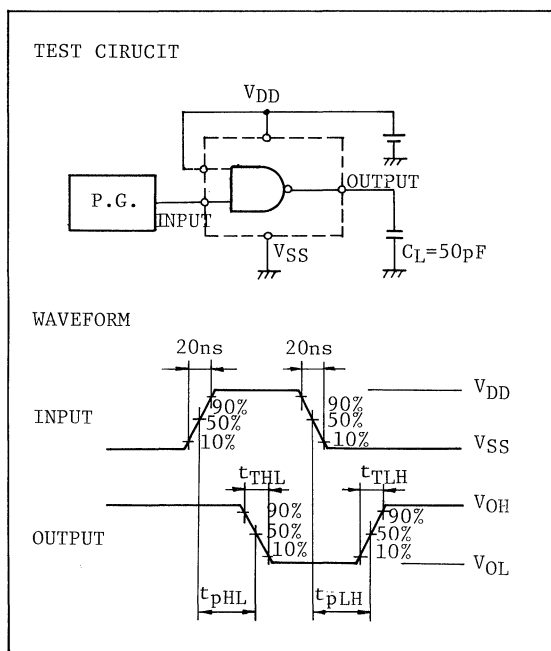 TEST CIRUCIT
VDD
P.G.
INPUT
OUTPUT
VSS
CL=50pF
WAVEFORM
20ns 20ns
INPUT
90%
50%
10%
90%
50%
10%
VDD
VSS
tTHL
tTLH
OUTPUT
90%
50%
10%
90%
50%
10%
VOH
VOL
tpHL
tpLH